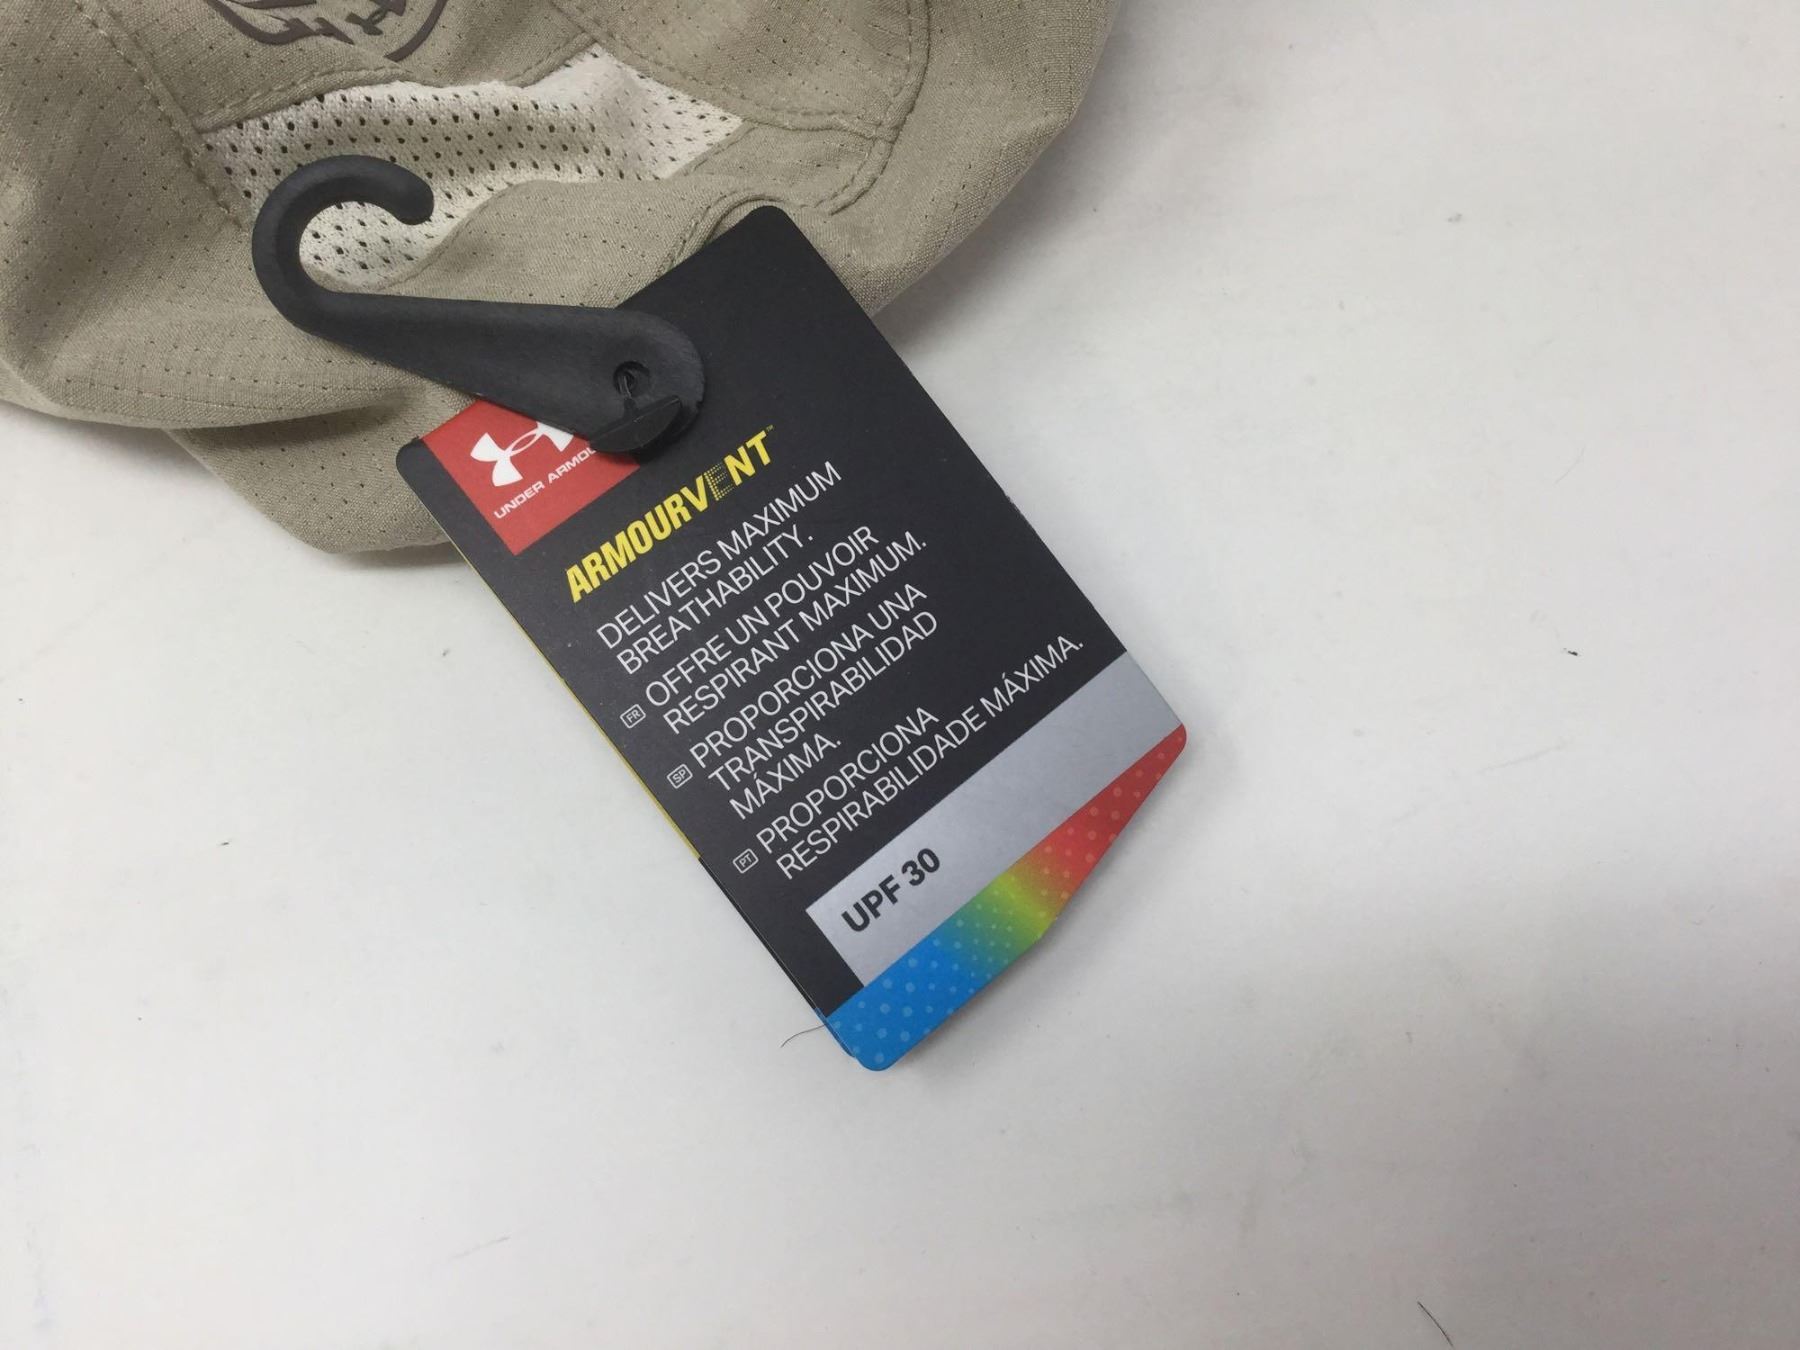 UNDER ARMOU
ARMOURVENT™
DELIVERS MAXIMUM
BREATHABILITY.
FR OFFRE UN POUVOIR
RESPIRANT MAXIMUM.
SP PROPORCIONA UNA
TRANSPIRABILIDAD
MÁXIMA.
PT PROPORCIONA
RESPIRABILIDADE MÁXIMA.
UPF 30